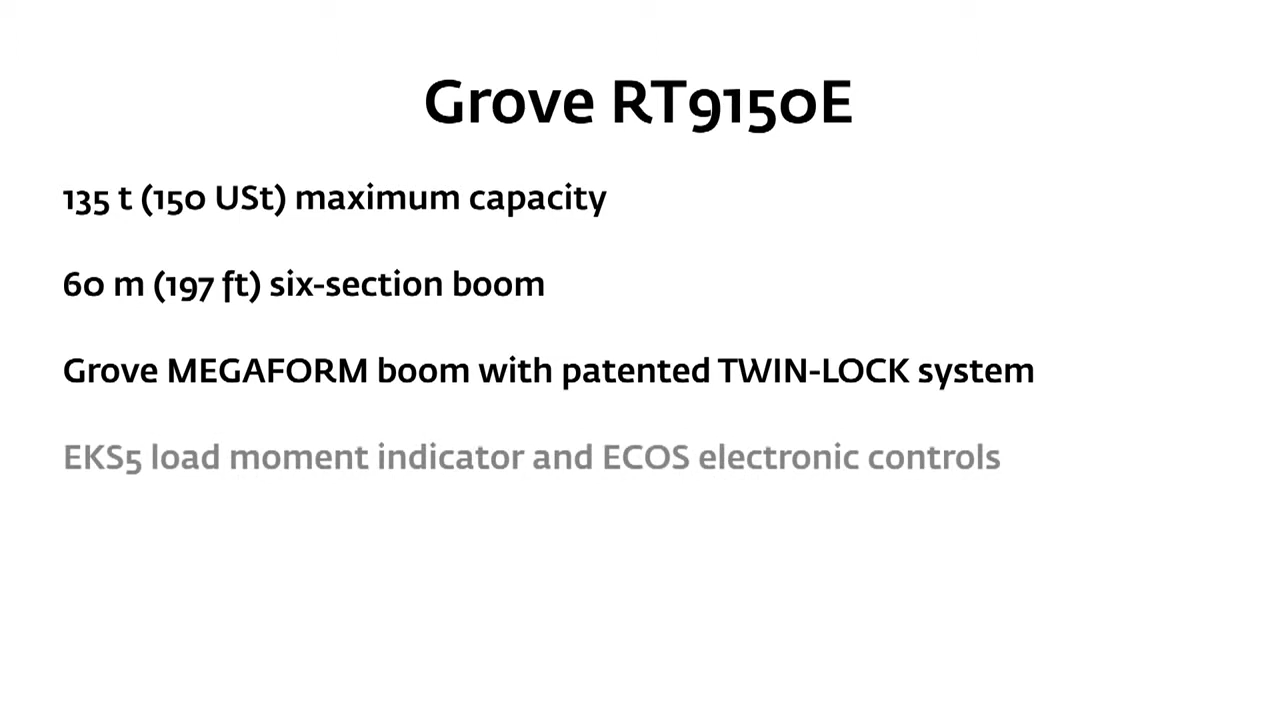 Grove RT9150E
135 t (150 USt) maximum capacity
60 m (197 ft) six-section boom
Grove MEGAFORM boom with patented TWIN-LOCK system
EKS5 load moment indicator and ECOS electronic controls